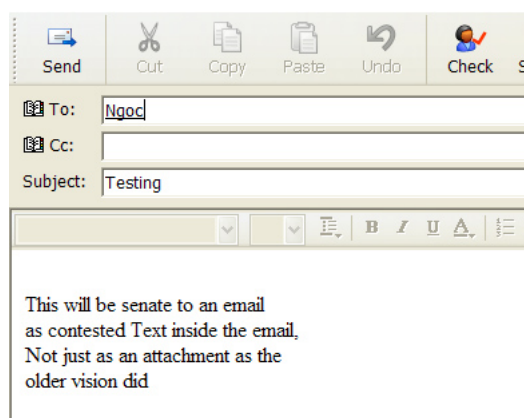 Send Cut Copy Paste Undo Check S
To: Ngoc
Cc:
Subject: Testing
B I U A
This will be senate to an email
as contested Text inside the email,
Not just as an attachment as the
older vision did